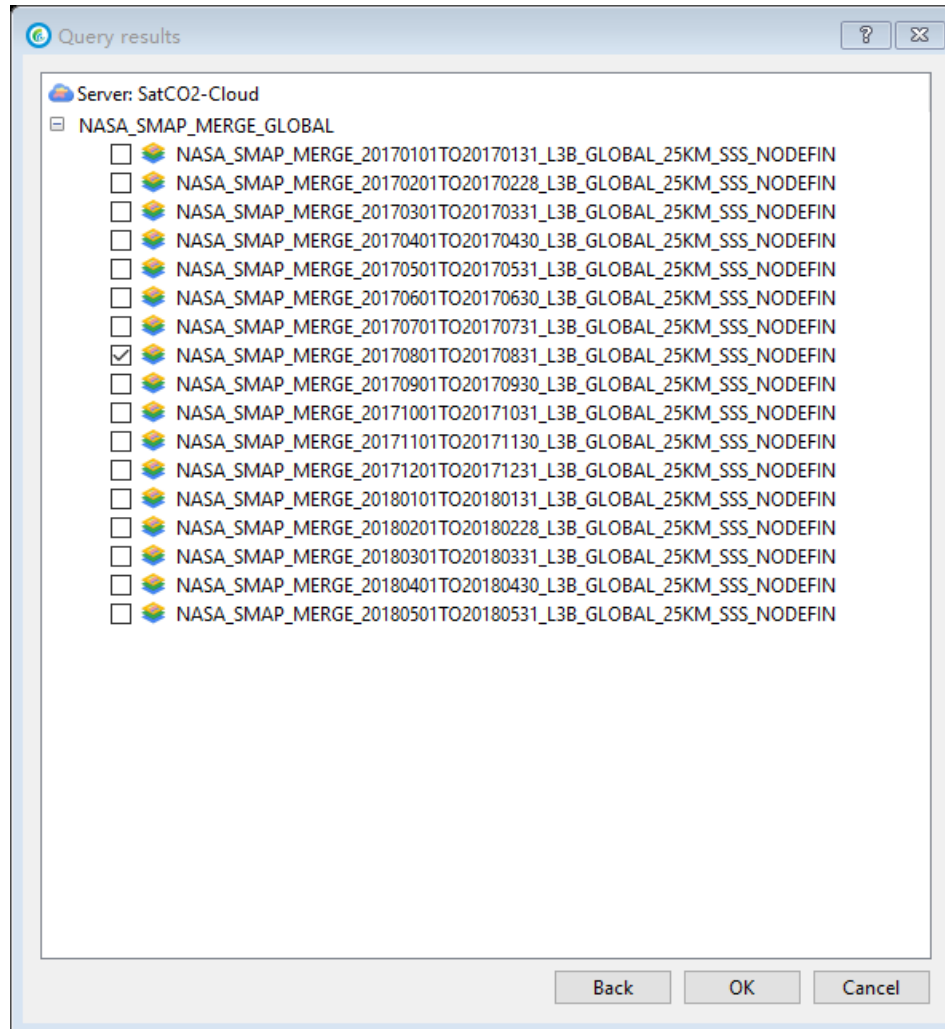 Query results
Server: SatCO2-Cloud
NASA_SMAP_MERGE_GLOBAL
NASA_SMAP_MERGE_20170101TO20170131_L3B_GLOBAL_25KM_SSS_NODEFIN
NASA_SMAP_MERGE_20170201TO20170228_L3B_GLOBAL_25KM_SSS_NODEFIN
NASA_SMAP_MERGE_20170301TO20170331_L3B_GLOBAL_25KM_SSS_NODEFIN
NASA_SMAP_MERGE_20170401TO20170430_L3B_GLOBAL_25KM_SSS_NODEFIN
NASA_SMAP_MERGE_20170501TO20170531_L3B_GLOBAL_25KM_SSS_NODEFIN
NASA_SMAP_MERGE_20170601TO20170630_L3B_GLOBAL_25KM_SSS_NODEFIN
NASA_SMAP_MERGE_20170701TO20170731_L3B_GLOBAL_25KM_SSS_NODEFIN
NASA_SMAP_MERGE_20170801TO20170831_L3B_GLOBAL_25KM_SSS_NODEFIN
NASA_SMAP_MERGE_20170901TO20170930_L3B_GLOBAL_25KM_SSS_NODEFIN
NASA_SMAP_MERGE_20171001TO20171031_L3B_GLOBAL_25KM_SSS_NODEFIN
NASA_SMAP_MERGE_20171101TO20171130_L3B_GLOBAL_25KM_SSS_NODEFIN
NASA_SMAP_MERGE_20171201TO20171231_L3B_GLOBAL_25KM_SSS_NODEFIN
NASA_SMAP_MERGE_20180101TO20180131_L3B_GLOBAL_25KM_SSS_NODEFIN
NASA_SMAP_MERGE_20180201TO20180228_L3B_GLOBAL_25KM_SSS_NODEFIN
NASA_SMAP_MERGE_20180301TO20180331_L3B_GLOBAL_25KM_SSS_NODEFIN
NASA_SMAP_MERGE_20180401TO20180430_L3B_GLOBAL_25KM_SSS_NODEFIN
NASA_SMAP_MERGE_20180501TO20180531_L3B_GLOBAL_25KM_SSS_NODEFIN
Back OK Cancel